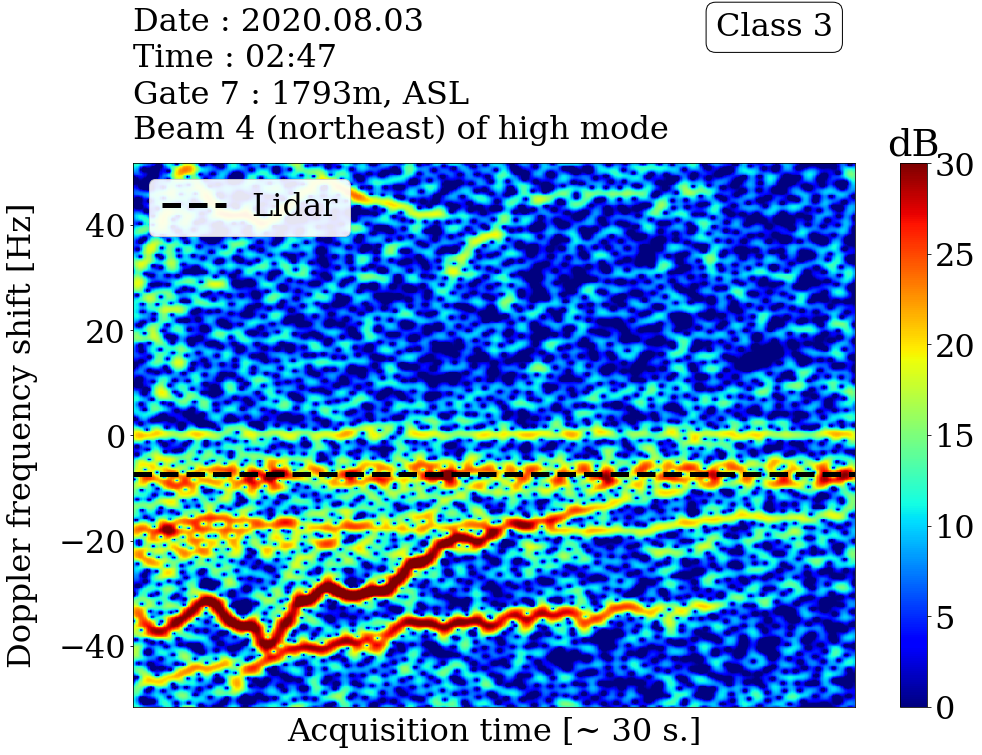 Date : 2020.08.03
Time : 02:47
Gate 7 : 1793m, ASL
Beam 4 (northeast) of high mode
Class 3
dB
30
25
20
15
10
5
0
Lidar
Doppler frequency shift [Hz]
40
20
0
−20
−40
Acquisition time [~ 30 s.]